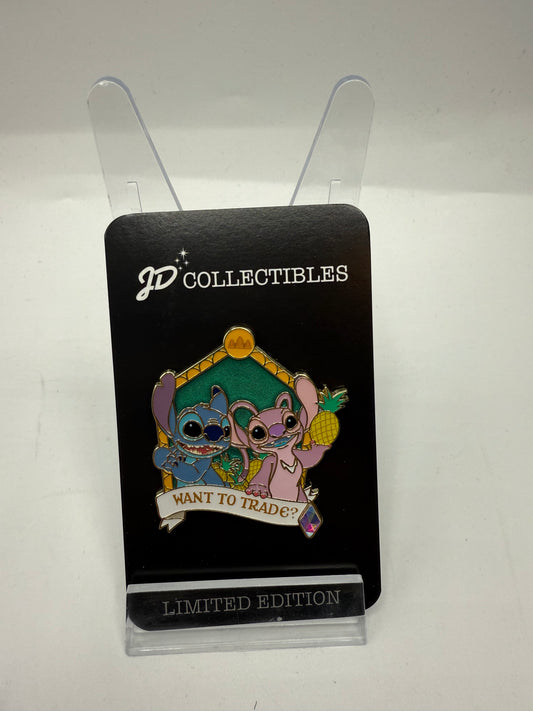 JD COLLECTIBLES
WANT TO TRADE?
LIMITED EDITION